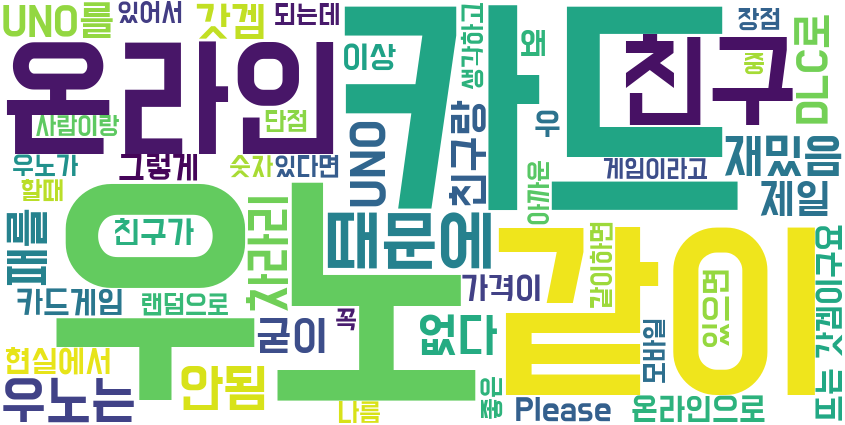 UNO를
있어서
갓겜
되는데
온라인
카드
이상
생각하고
왜
친구
장점
중
DLC로
사람이랑
단점
우노가
그렇게
숫자
있다면
UNO
친구랑
우
게임이라고
재밌음
제일
할때
아까운
우노
친구가
차라리
때문에
같이
같이하면
있으면
패를
카드게임
랜덤으로
가격이
굳이
꼭
없다
모바일
또는
갓겜이구요
현실에서
우노는
안됨
나름
좋은
Please
온라인으로